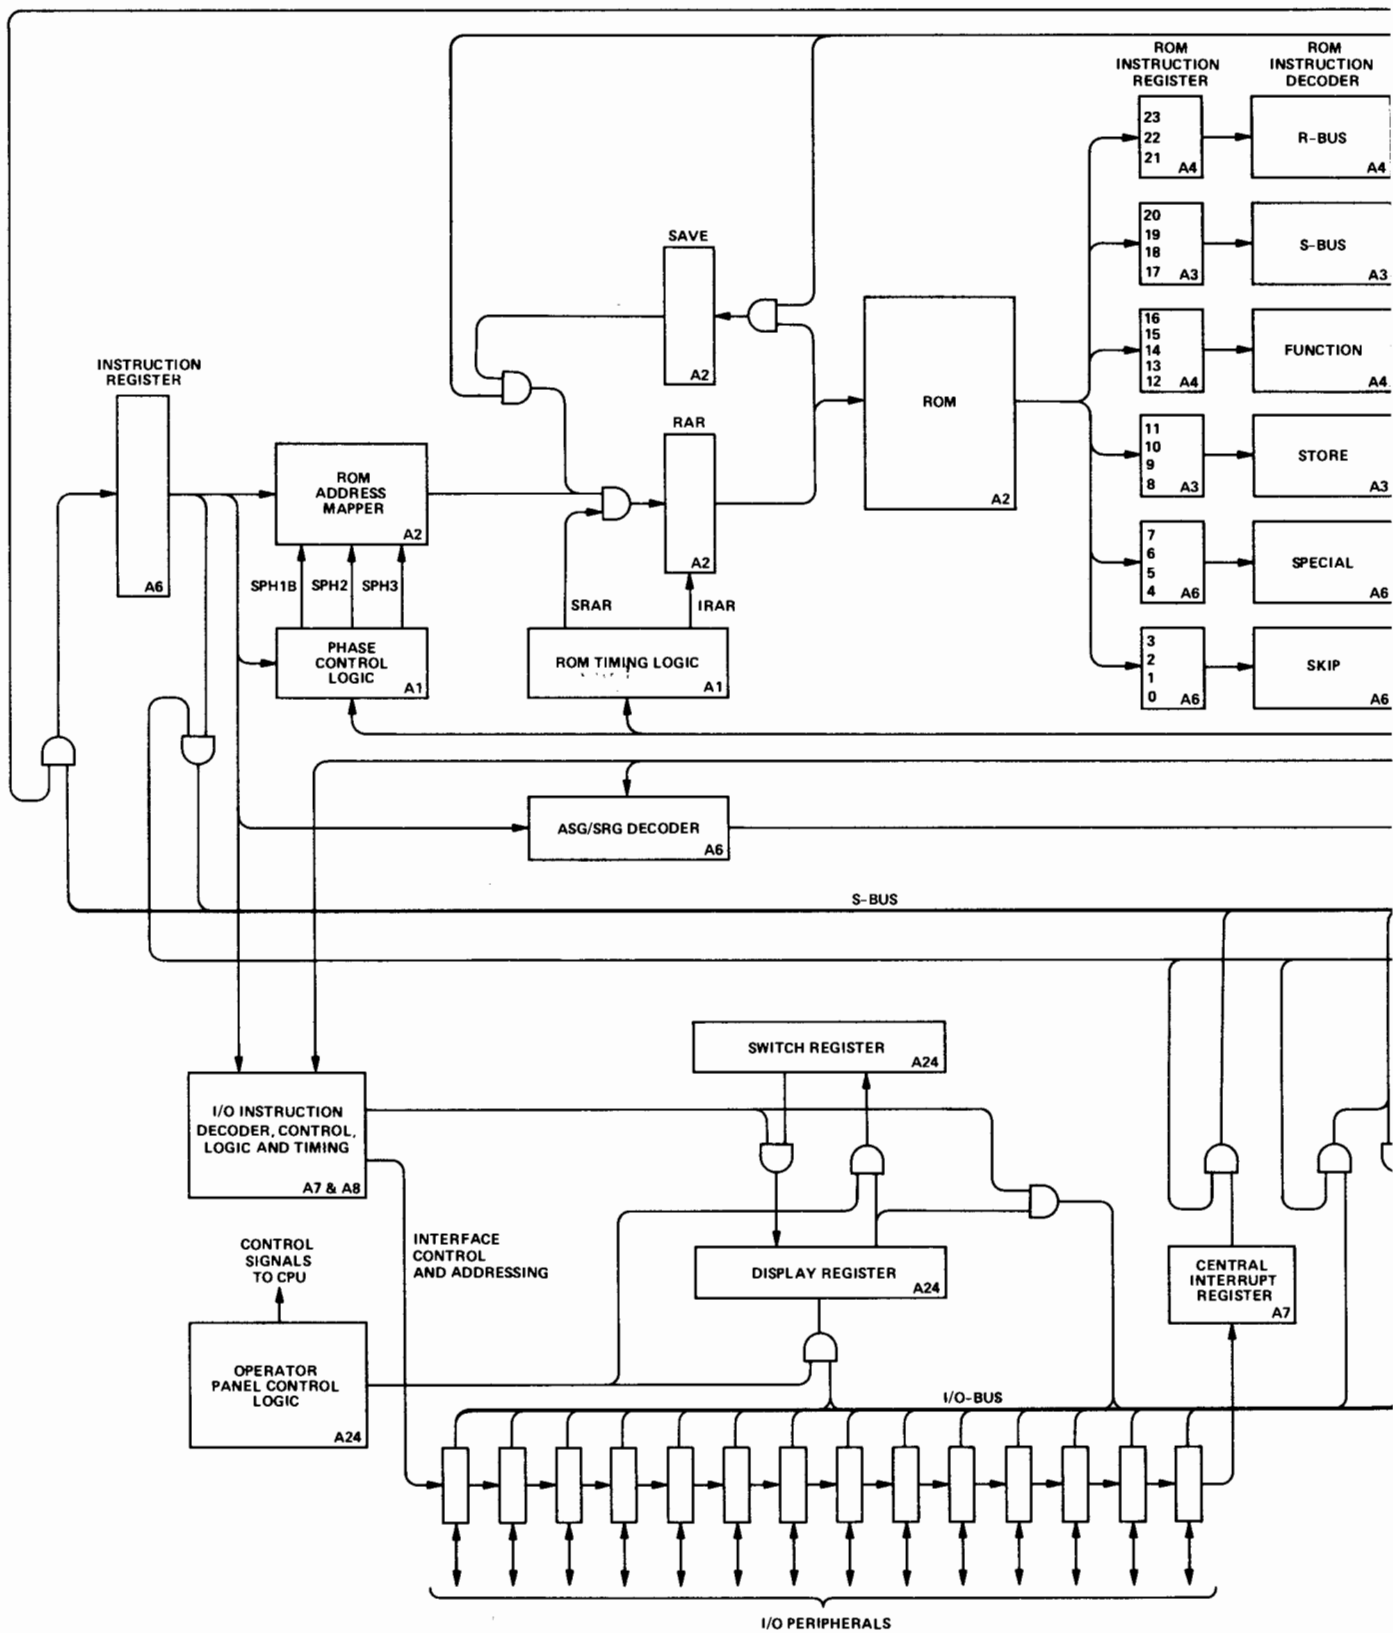 ROM
INSTRUCTION
REGISTER
ROM
INSTRUCTION
DECODER
23
22
21
A4
R-BUS
A4
20
19
18
17
A3
S-BUS
A3
SAVE
A2
16
15
14
13
12
A4
FUNCTION
A4
INSTRUCTION
REGISTER
A6
ROM
A2
RAR
A2
11
10
9
8
A3
STORE
A3
ROM
ADDRESS
MAPPER
A2
7
6
5
4
A6
SPECIAL
A6
SPH1B
SPH2
SPH3
SRAR
IRAR
PHASE
CONTROL
LOGIC
A1
ROM TIMING LOGIC
A1
3
2
1
0
A6
SKIP
A6
ASG/SRG DECODER
A6
S-BUS
SWITCH REGISTER
A24
I/O INSTRUCTION
DECODER, CONTROL,
LOGIC AND TIMING
A7 & A8
INTERFACE
CONTROL
AND ADDRESSING
CONTROL
SIGNALS
TO CPU
DISPLAY REGISTER
A24
CENTRAL
INTERRUPT
REGISTER
A7
OPERATOR
PANEL CONTROL
LOGIC
A24
I/O-BUS
I/O PERIPHERALS